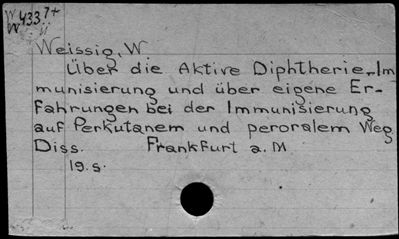 W 433 7+
Weissig, W
Über die Aktive Diphtherie-Im
munisierung und über eigene Er-
fahrungen bei der Immunisierung
auf Perkutanem und peroralem Weg
Diss. Frankfurt a. M
19 s.